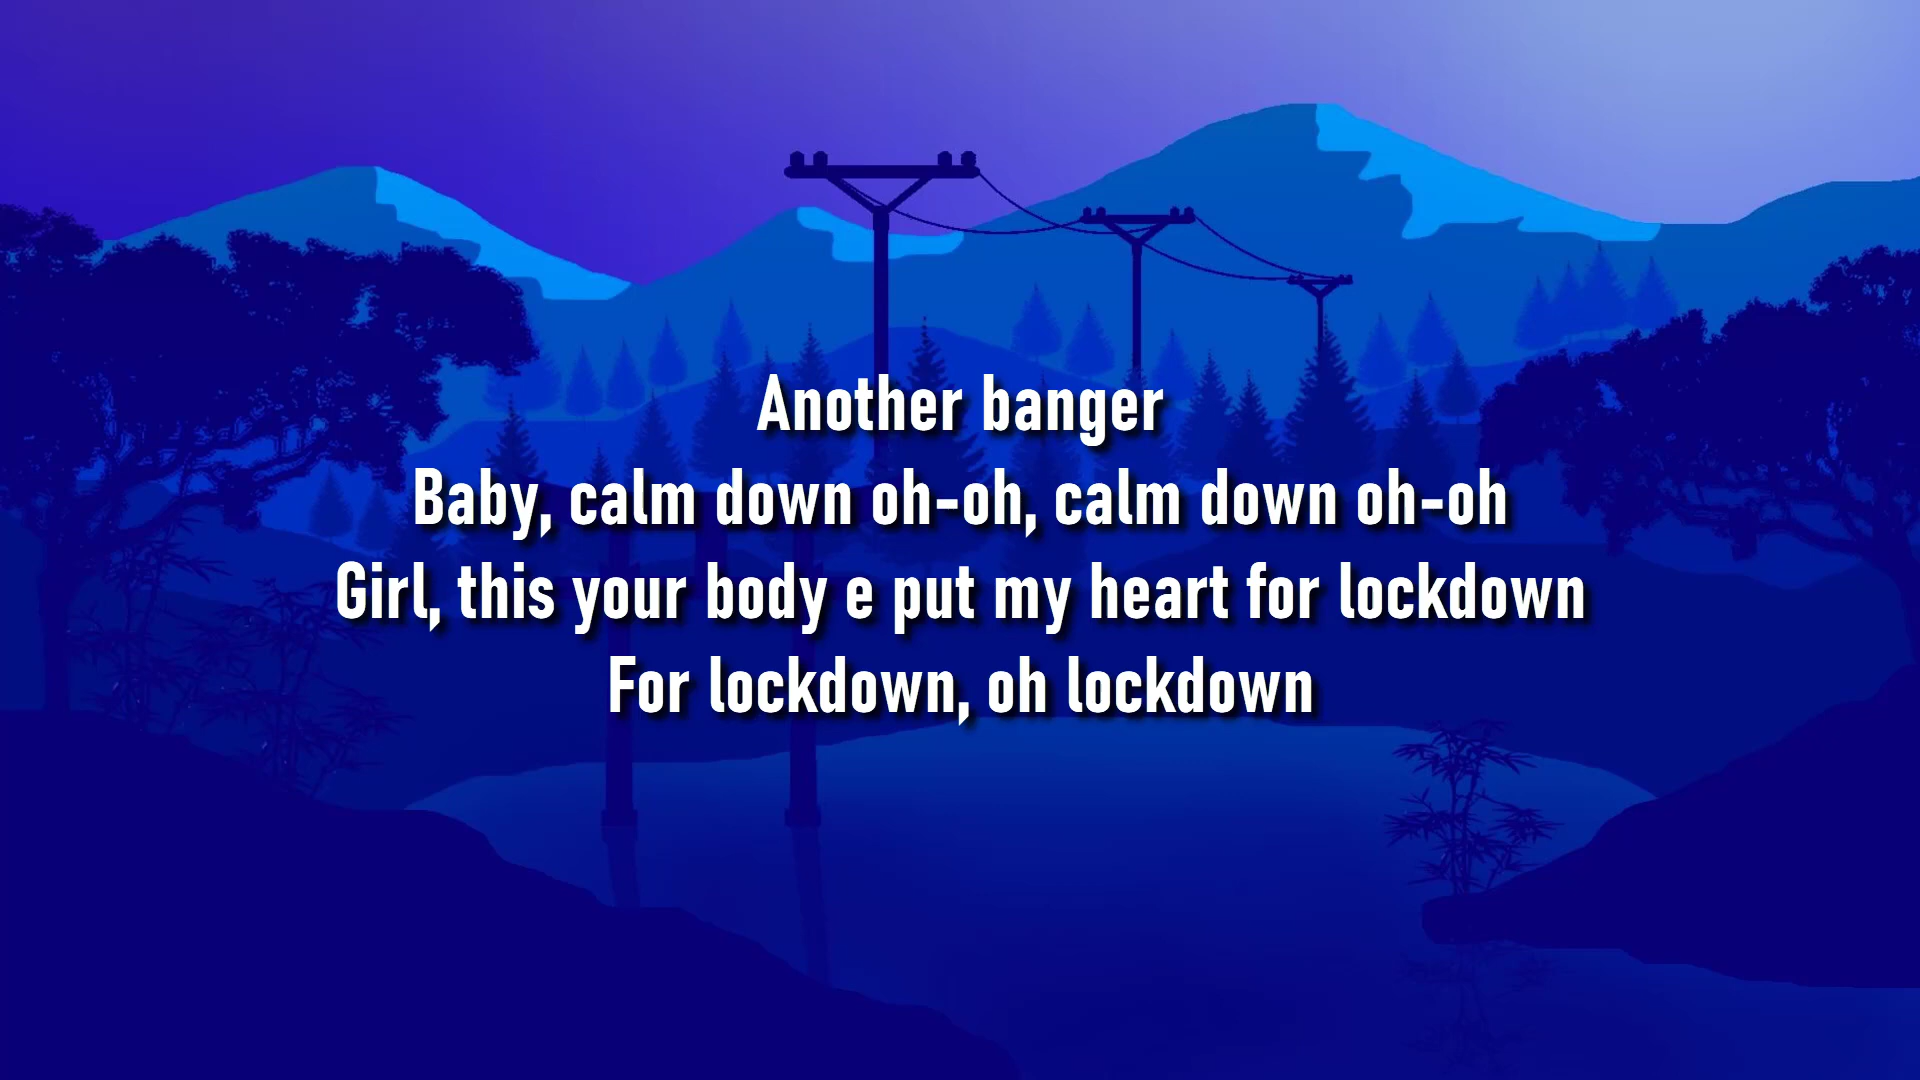 Another banger
Baby, calm down oh-oh, calm down oh-oh
Girl, this your body e put my heart for lockdown
For lockdown, oh lockdown